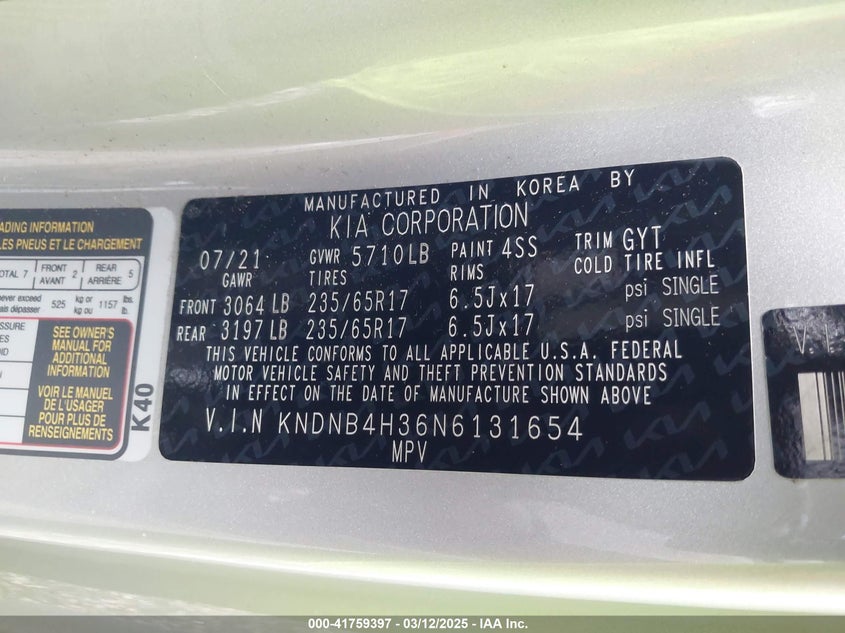 MANUFACTURED IN KOREA BY
KIA CORPORATION
07/21 GVWR 5710LB PAINT 4SS TRIM GYT
GAWR TIRES RIMS COLD TIRE INFL
FRONT 3064 LB 235/65R17 6.5Jx17 psi SINGLE
REAR 3197 LB 235/65R17 6.5Jx17 psi SINGLE
THIS VEHICLE CONFORMS TO ALL APPLICABLE U.S.A. FEDERAL
MOTOR VEHICLE SAFETY AND THEFT PREVENTION STANDARDS
IN EFFECT ON THE DATE OF MANUFACTURE SHOWN ABOVE
V.I.N KNDNB4H36N6131654
MPV
INFORMATION
LES PNEUS ET LE CHARGEMENT
7 FRONT 2 REAR 5
AVANT ARRIÈRE
exceed 525 kg or 1157 lbs.
dépasser kg ou lb.
SEE OWNER'S
MANUAL FOR
ADDITIONAL
INFORMATION
VOIR LE MANUEL
DE L'USAGER
POUR PLUS DE
RENSEIGNEMENTS
K40
000-41759397 - 03/12/2025 - IAA Inc.